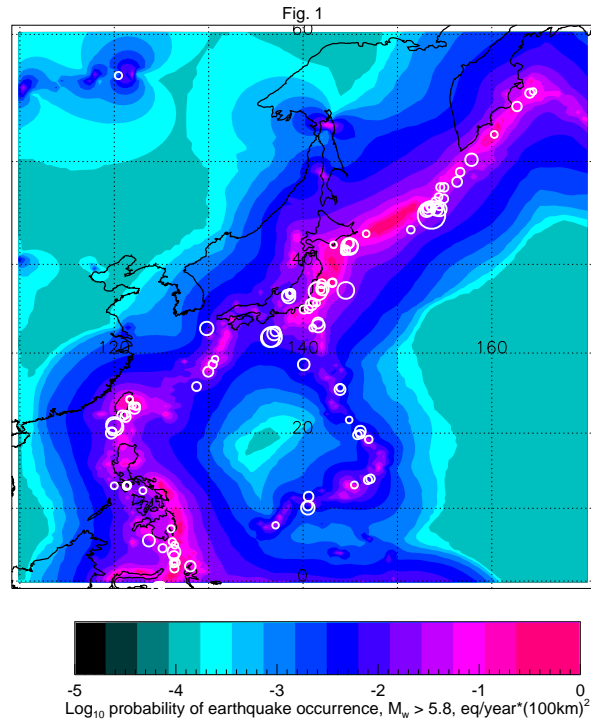 Fig. 1
60
40
120
140
160
20
0
-5 -4 -3 -2 -1 0
Log10 probability of earthquake occurrence, Mw > 5.8, eq/year*(100km)2